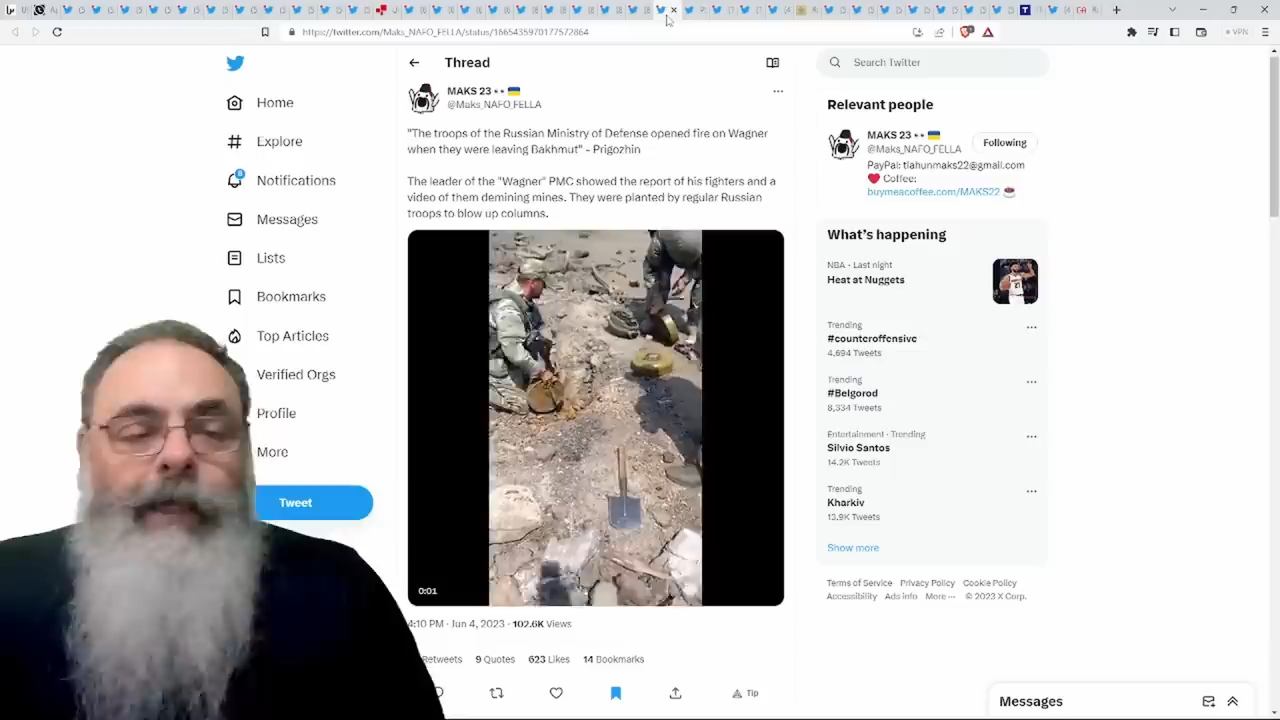 https://twitter.com/Maks_NAFO_FELLA/status/1665435970177572864
VPN
Home
Explore
8
Notifications
Messages
Lists
Bookmarks
Top Articles
Verified Orgs
Profile
More
Tweet
Thread
MAKS 23
@Maks_NAFO_FELLA
"The troops of the Russian Ministry of Defense opened fire on Wagner
when they were leaving Bakhmut" - Prigozhin
The leader of the "Wagner" PMC showed the report of his fighters and a
video of them demining mines. They were planted by regular Russian
troops to blow up columns.
0:01
4:10 PM · Jun 4, 2023 · 102.6K Views
Retweets 9 Quotes 623 Likes 14 Bookmarks
Tip
Search Twitter
Relevant people
MAKS 23
@Maks_NAFO_FELLA
Following
PayPal: tlahunmaks22@gmail.com
Coffee:
buymeacoffee.com/MAKS22
What's happening
NBA · Last night
Heat at Nuggets
Trending
#counteroffensive
4,694 Tweets
Trending
#Belgorod
8,334 Tweets
Entertainment · Trending
Silvio Santos
14.2K Tweets
Trending
Kharkiv
13.9K Tweets
Show more
Terms of Service Privacy Policy Cookie Policy
Accessibility Ads info More ··· © 2023 X Corp.
Messages